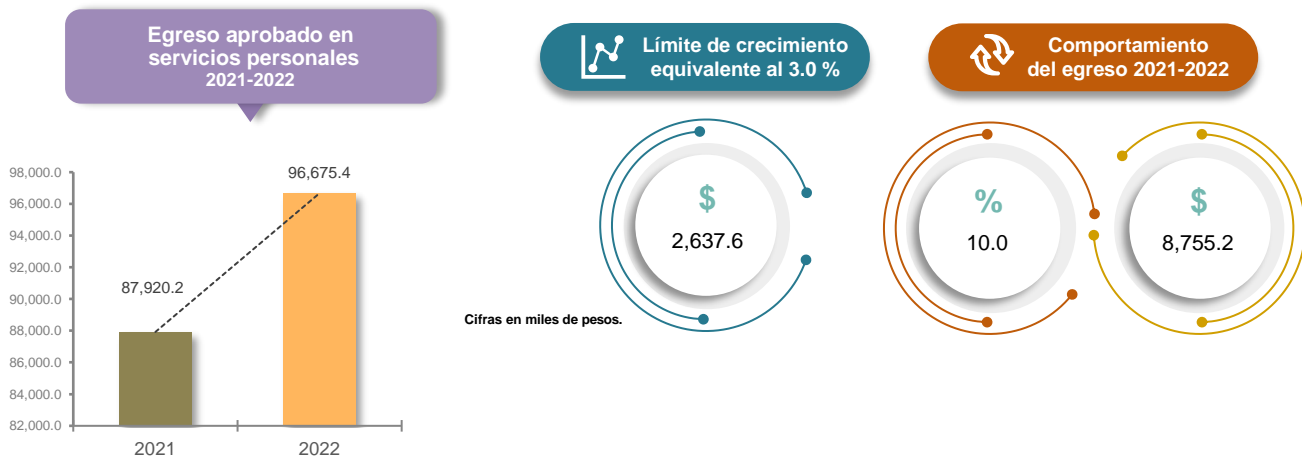 Egreso aprobado en
servicios personales
2021-2022
Límite de crecimiento
equivalente al 3.0 %
Comportamiento
del egreso 2021-2022
98,000.0
96,000.0
94,000.0
92,000.0
90,000.0
88,000.0
86,000.0
84,000.0
82,000.0
87,920.2
96,675.4
2021
2022
$
2,637.6
%
10.0
$
8,755.2
Cifras en miles de pesos.